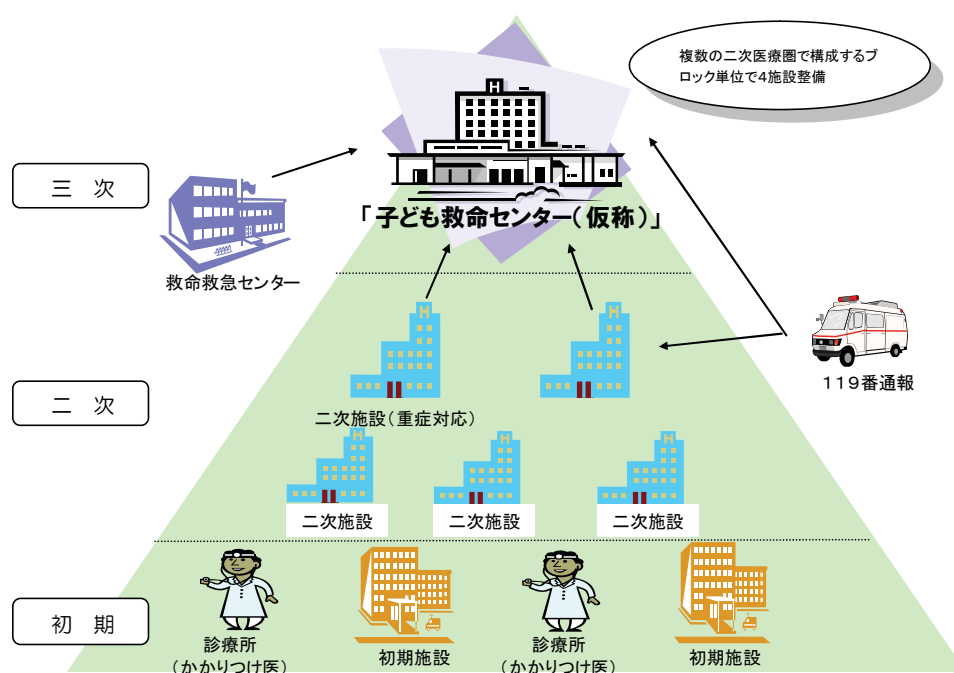 複数の二次医療圏で構成するブ
ロック単位で4施設整備
三 次
「子ども救命センター(仮称)」
救命救急センター
119番通報
二 次
二次施設(重症対応)
二次施設
二次施設
二次施設
初 期
診療所
(かかりつけ医)
初期施設
診療所
(かかりつけ医)
初期施設
H
H
H
H
H
H